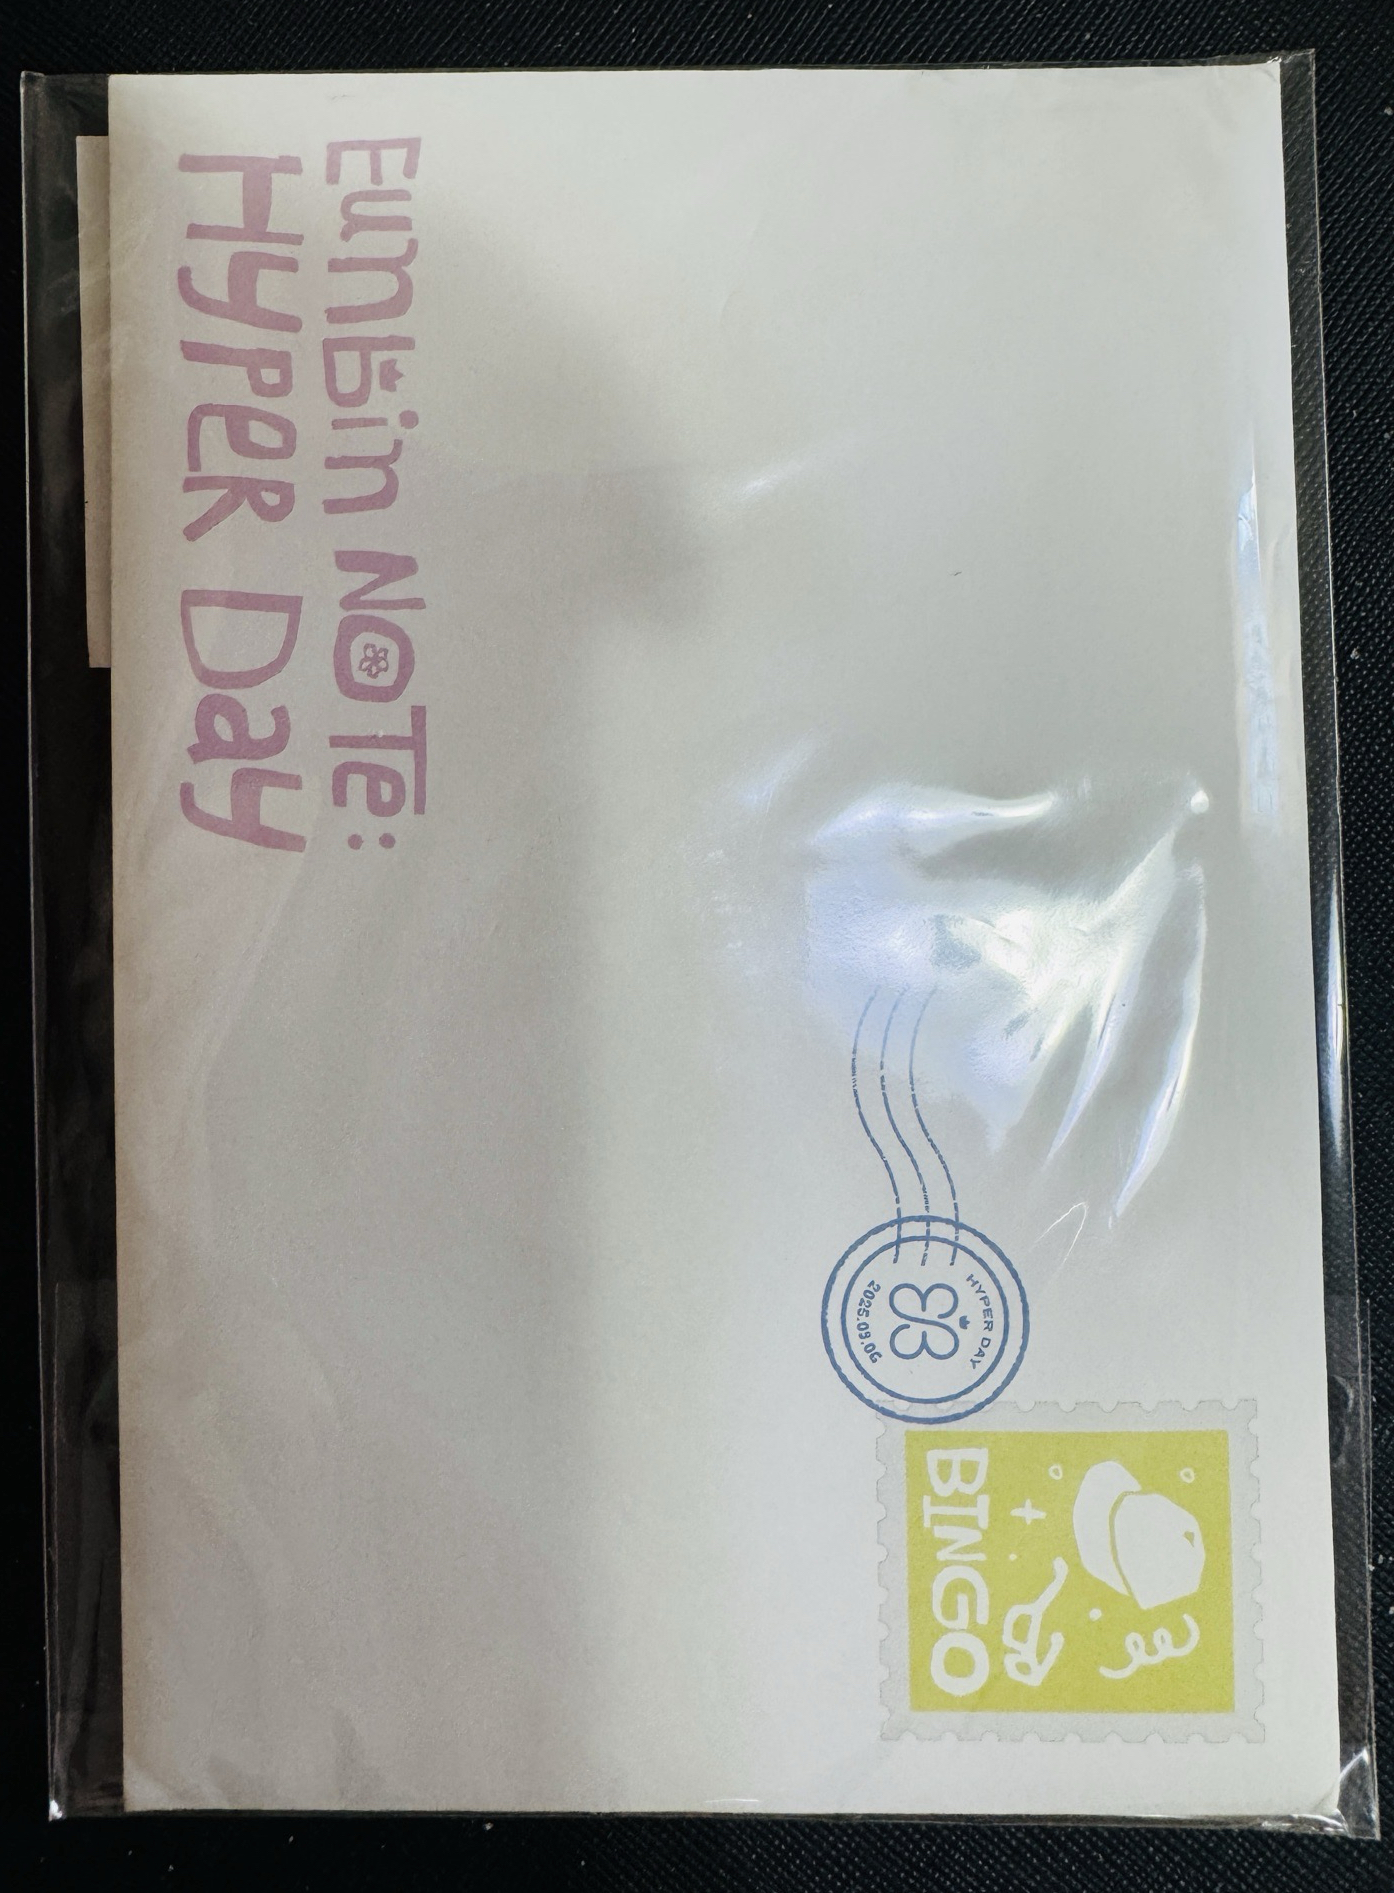 Eunbin NOTe:
HypeR Day
HYPER DAY
2025.09.06
BINGO